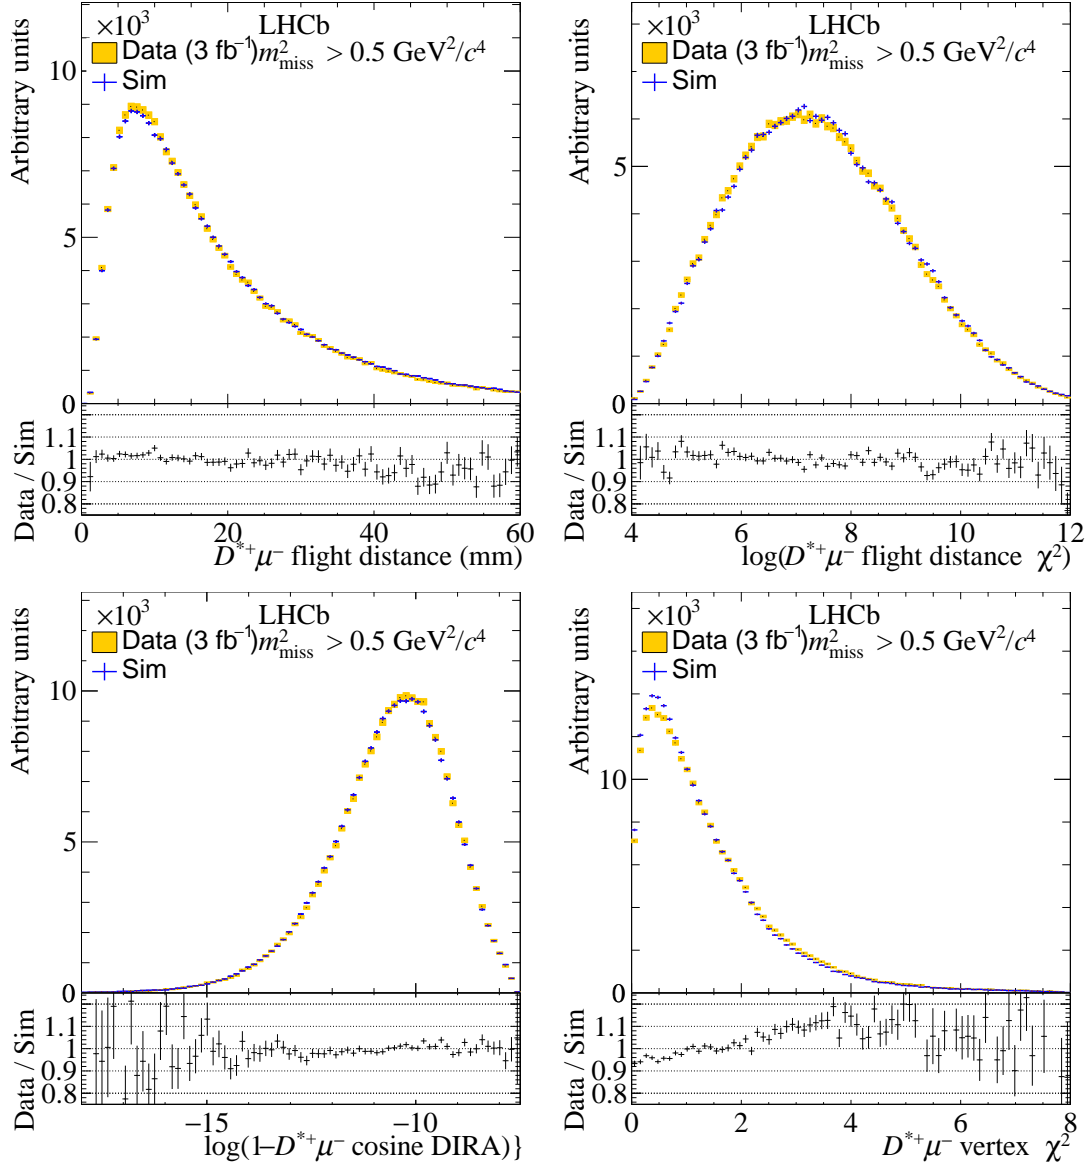 ×10³ LHCb
Data (3 fb⁻¹) m²miss > 0.5 GeV²/c⁴
Sim
Arbitrary units
10
5
0
Data / Sim
1.1
1
0.9
0.8
0 20 40 60
D*+μ− flight distance (mm)
×10³ LHCb
Data (3 fb⁻¹) m²miss > 0.5 GeV²/c⁴
Sim
Arbitrary units
5
0
Data / Sim
1.1
1
0.9
0.8
4 6 8 10 12
log(D*+μ− flight distance χ²)
×10³ LHCb
Data (3 fb⁻¹) m²miss > 0.5 GeV²/c⁴
Sim
Arbitrary units
10
5
0
Data / Sim
1.1
1
0.9
0.8
−15 −10
log(1−D*+μ− cosine DIRA)}
×10³ LHCb
Data (3 fb⁻¹) m²miss > 0.5 GeV²/c⁴
Sim
Arbitrary units
10
0
Data / Sim
1.1
1
0.9
0.8
0 2 4 6 8
D*+μ− vertex χ²